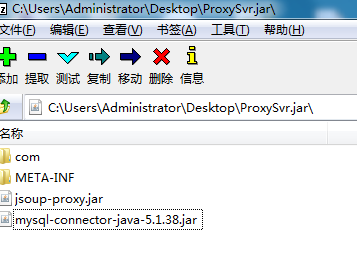 C:\Users\Administrator\Desktop\ProxySvr.jar\
文件(F) 编辑(E) 查看(V) 书签(A) 工具(T) 帮助(H)
添加 提取 测试 复制 移动 删除 信息
C:\Users\Administrator\Desktop\ProxySvr.jar\
名称
com
META-INF
jsoup-proxy.jar
mysql-connector-java-5.1.38.jar